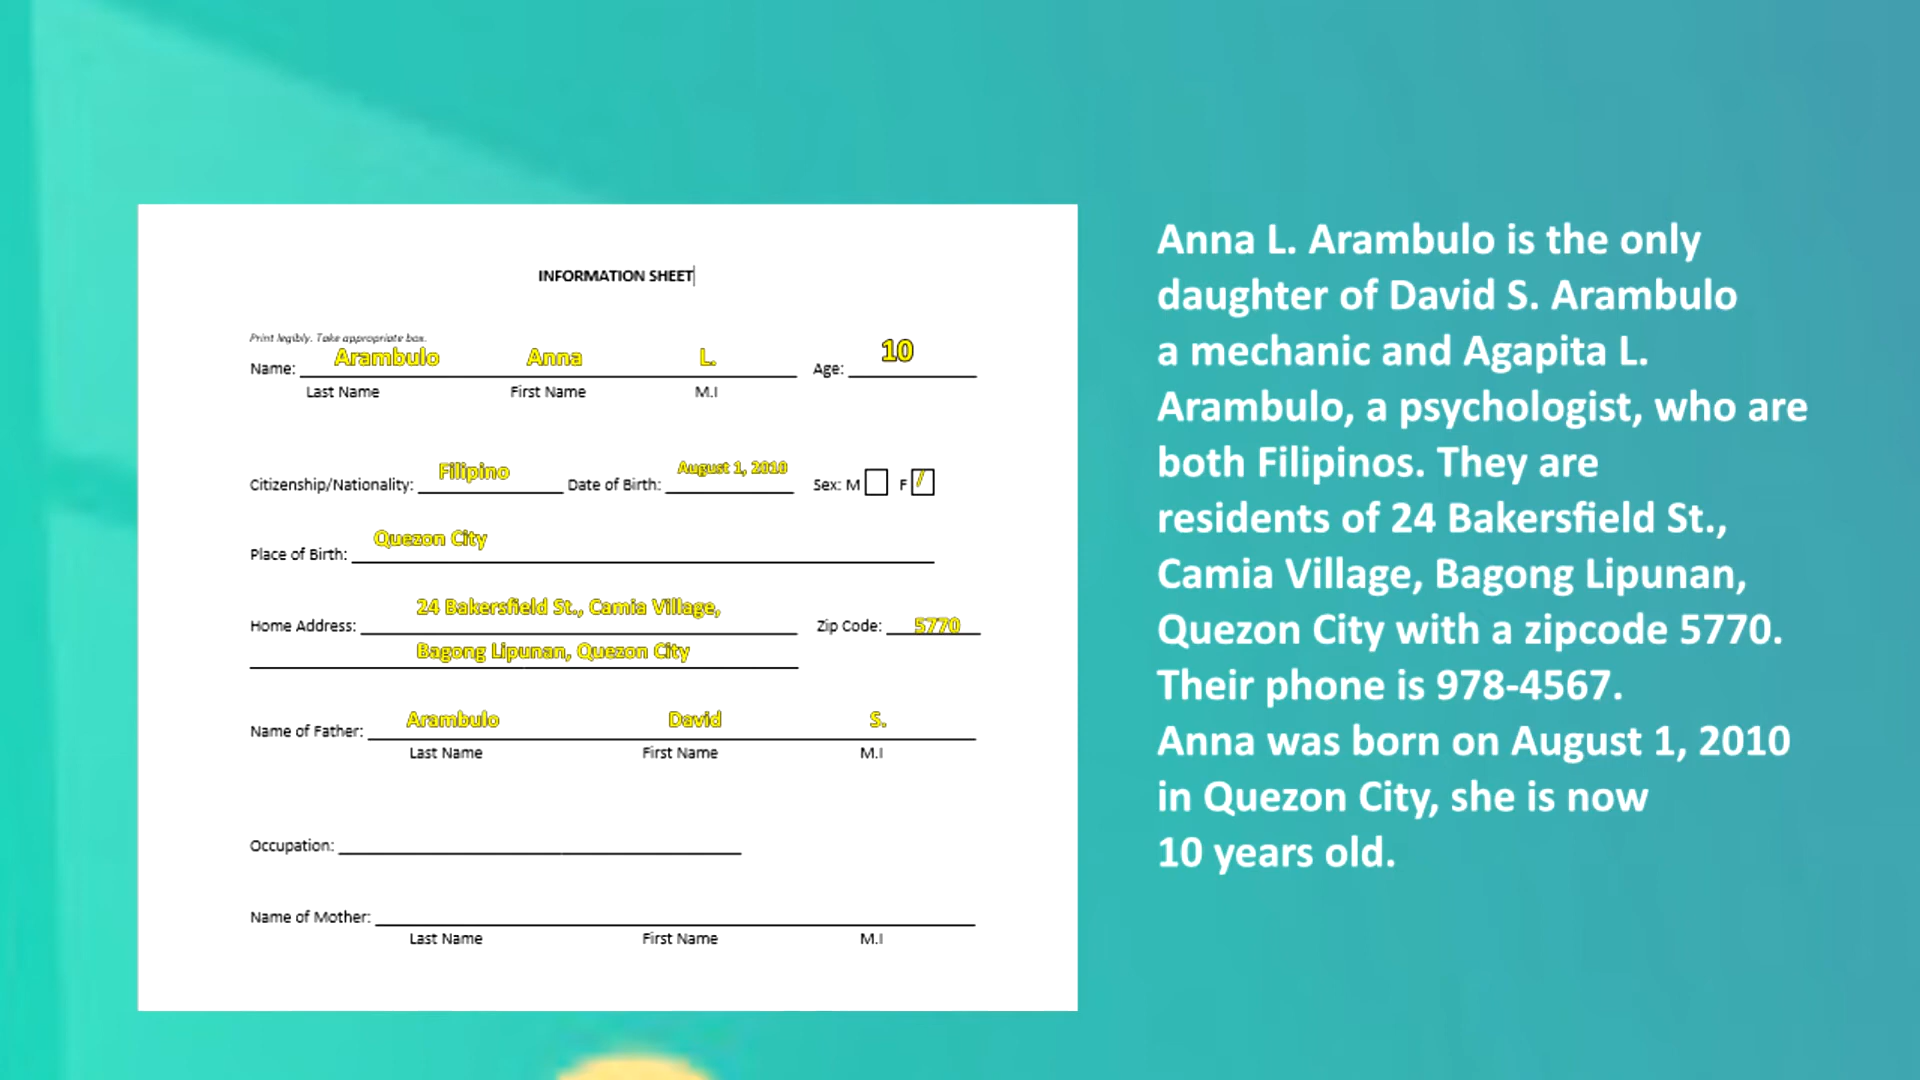 INFORMATION SHEET
Print legibly. Take appropriate box.
Name: Arambulo Anna L. Age: 10
Last Name First Name M.I
Citizenship/Nationality: Filipino Date of Birth: August 1, 2010 Sex: M F /
Place of Birth: Quezon City
Home Address: 24 Bakersfield St., Camia Village, Zip Code: 5770
Bagong Lipunan, Quezon City
Name of Father: Arambulo David S.
Last Name First Name M.I
Occupation:
Name of Mother:
Last Name First Name M.I
Anna L. Arambulo is the only
daughter of David S. Arambulo
a mechanic and Agapita L.
Arambulo, a psychologist, who are
both Filipinos. They are
residents of 24 Bakersfield St.,
Camia Village, Bagong Lipunan,
Quezon City with a zipcode 5770.
Their phone is 978-4567.
Anna was born on August 1, 2010
in Quezon City, she is now
10 years old.